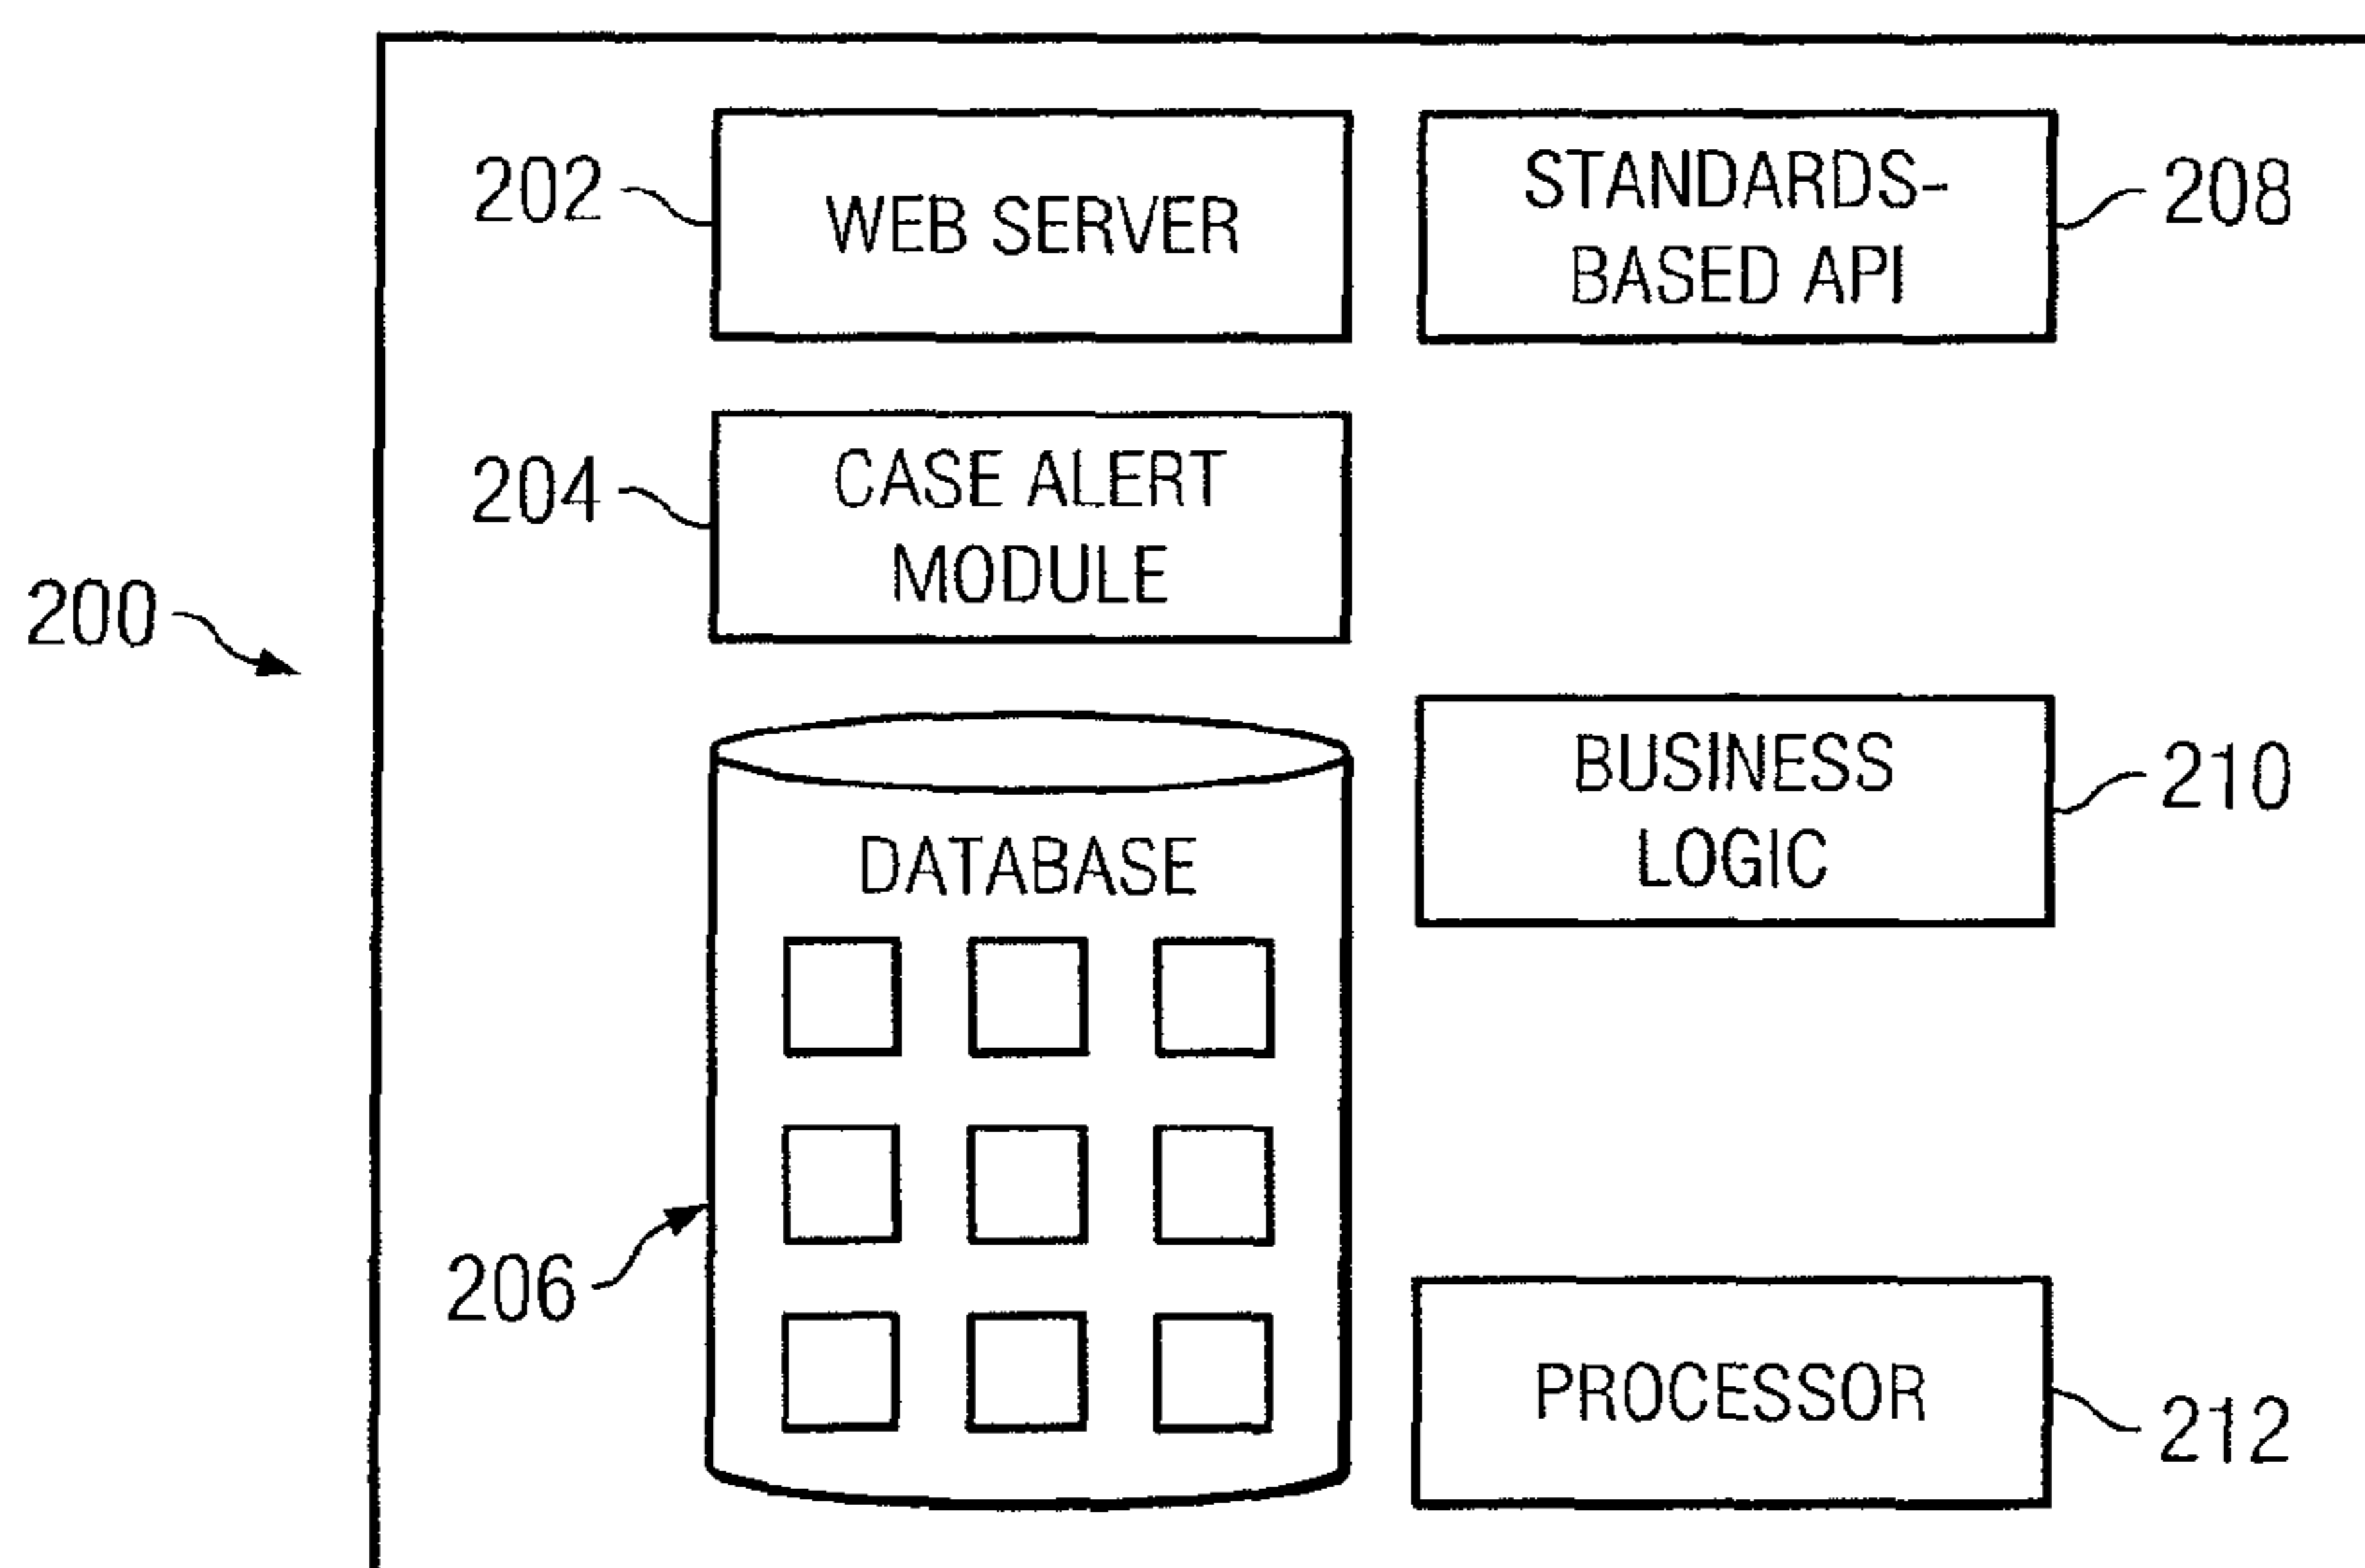 202
WEB SERVER
STANDARDS-
BASED API
208
204
CASE ALERT
MODULE
200
BUSINESS
LOGIC
210
DATABASE
206
PROCESSOR
212